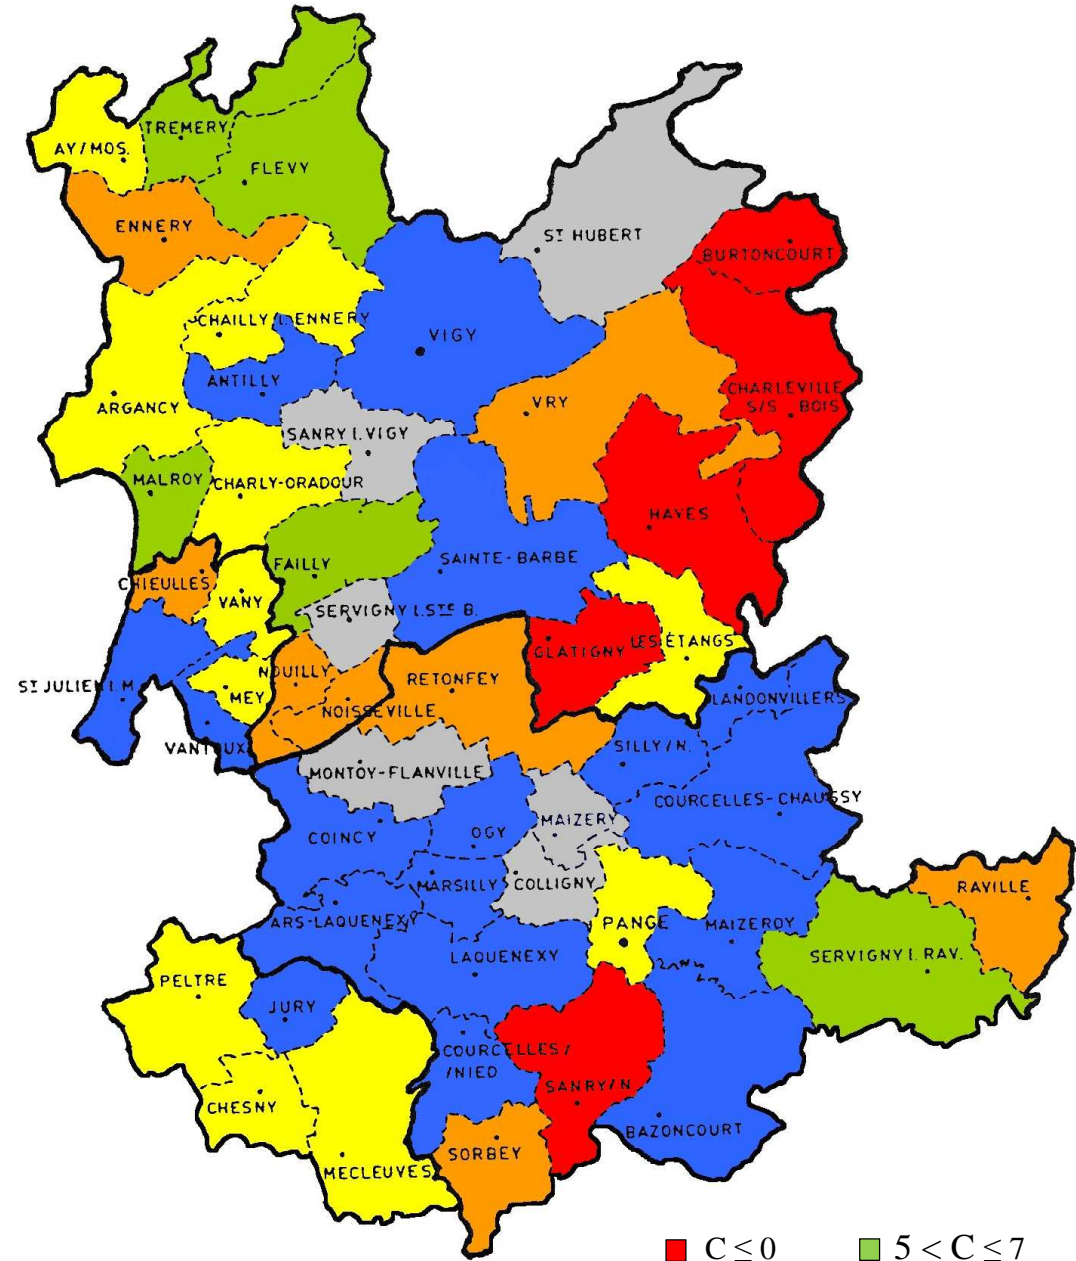 TREMERY
AY/MOS.
FLEVY
ENNERY
ST HUBERT
BURTONCOURT
CHAILLY L. ENNERY
VIGY
ANTILLY
CHARLEVILLE
S/S BOIS
ARGANCY
VRY
SANRY L. VIGY
MALROY
CHARLY-ORADOUR
HAYES
FAILLY
SAINTE-BARBE
CHIEULLES
VANY
SERVIGNY L. STE B.
GLATIGNY
LES ÉTANGS
NOUILLY
RETONFEY
ST JULIEN L. M.
MEY
LANDONVILLERS
NOISSEVILLE
VANTOUX
SILLY/N.
MONTOY-FLANVILLE
COURCELLES-CHAUSSY
MAIZERY
COINCY
OGY
MARSILLY
COLLIGNY
RAVILLE
ARS-LAQUENEXY
PANGE
MAIZEROY
LAQUENEXY
SERVIGNY L. RAV.
PELTRE
JURY
COURCELLES/
/NIED
SANRY/N
CHESNY
BAZONCOURT
SORBEY
MECLEUVES
C ≤ 0
5 < C ≤ 7